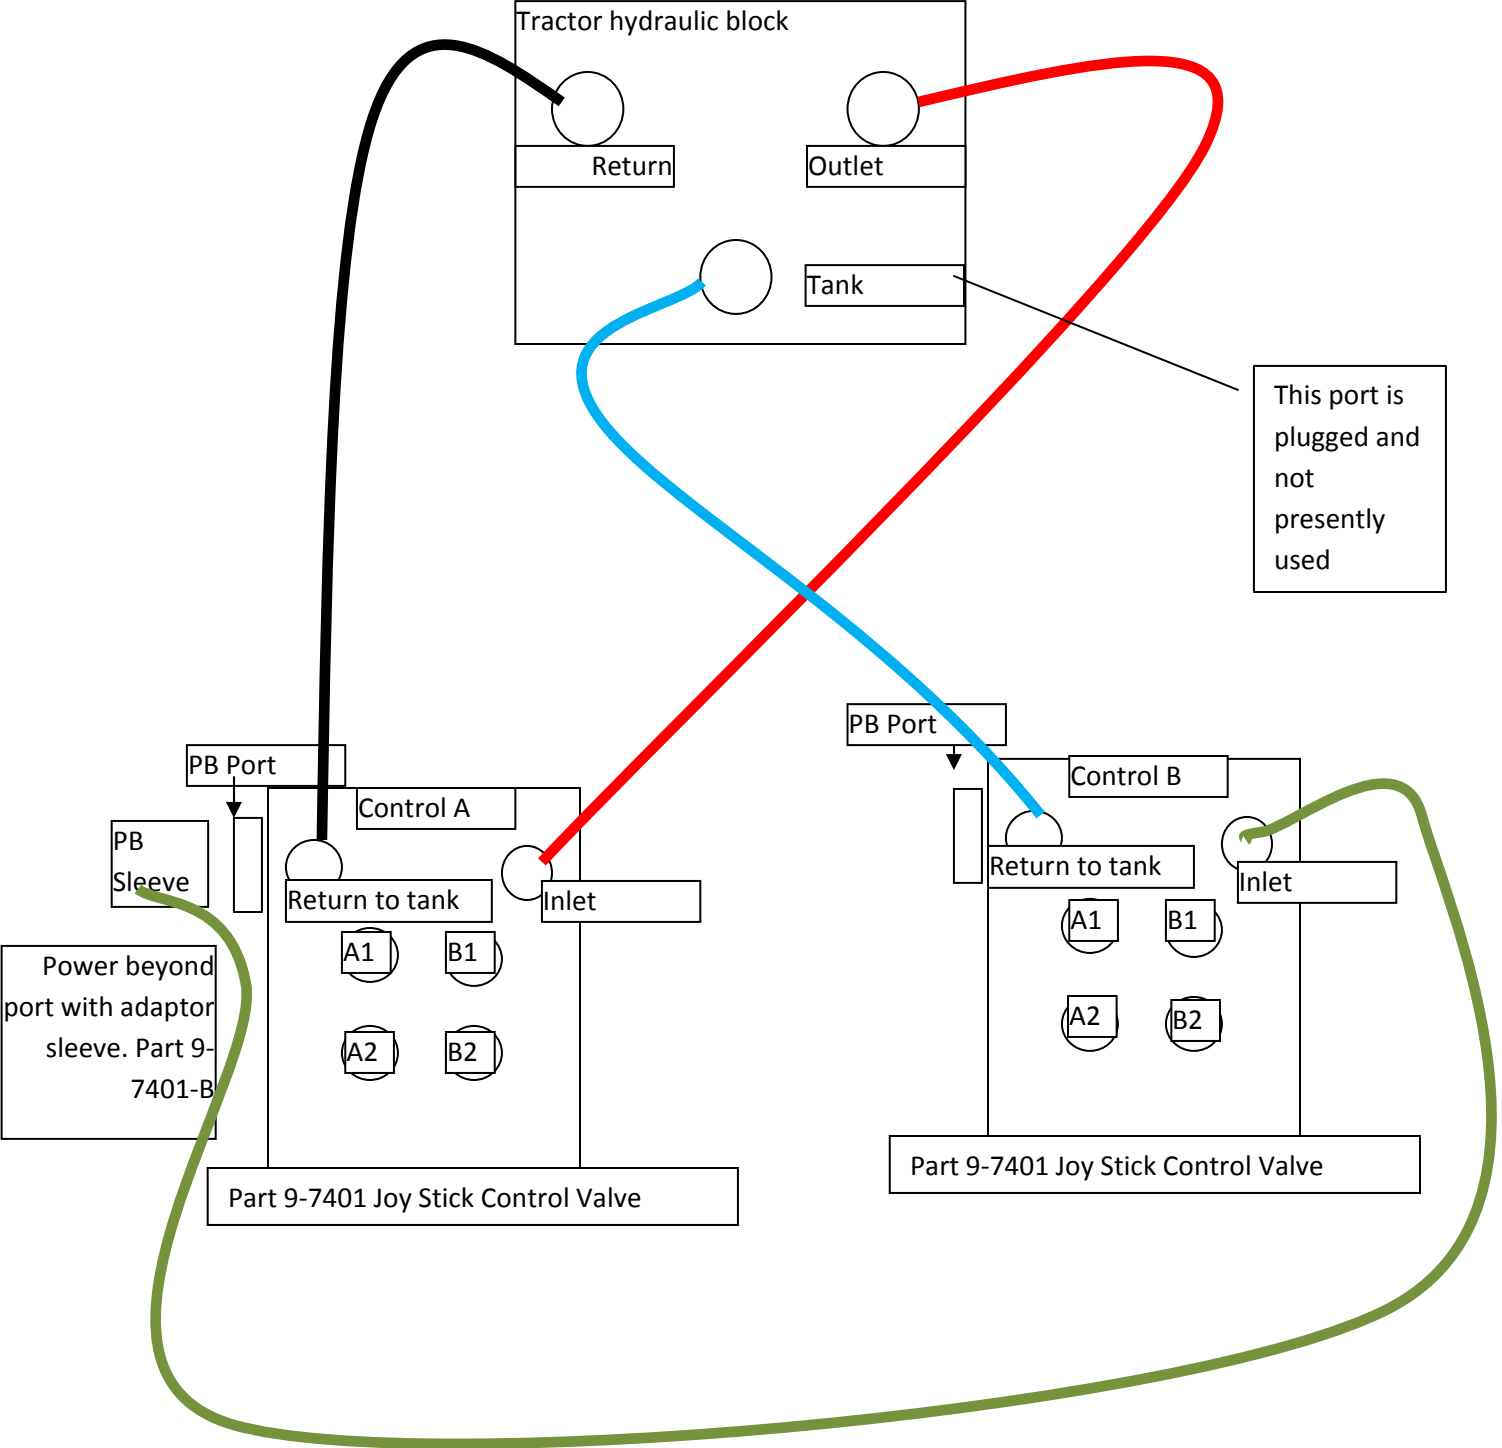 Tractor hydraulic block
Return
Outlet
Tank
This port is
plugged and
not
presently
used
PB Port
Control B
PB Port
Control A
PB
Sleeve
Return to tank
Inlet
Return to tank
Inlet
A1
B1
A1
B1
Power beyond
port with adaptor
sleeve. Part 9-
7401-B
A2
B2
A2
B2
Part 9-7401 Joy Stick Control Valve
Part 9-7401 Joy Stick Control Valve